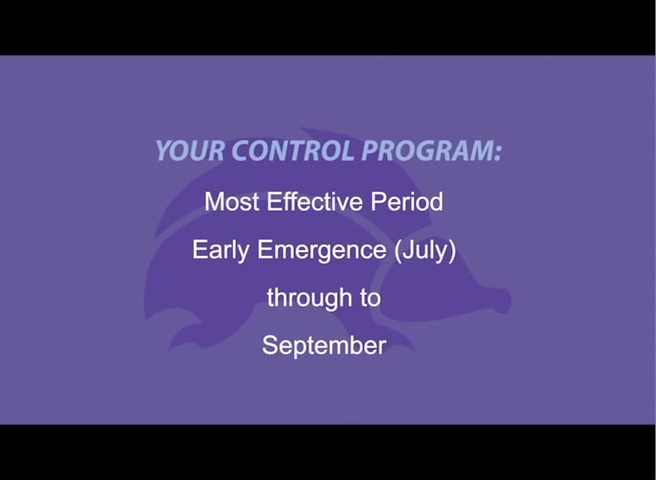 YOUR CONTROL PROGRAM:
Most Effective Period
Early Emergence (July)
through to
September